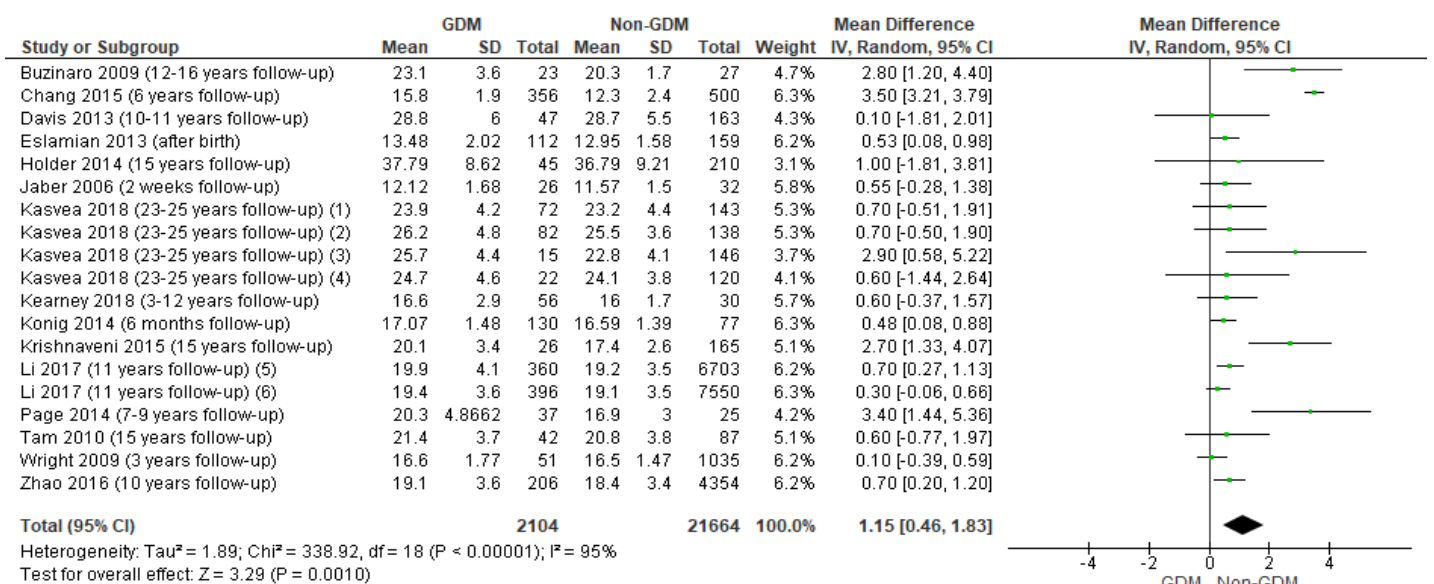 GDM Non-GDM Mean Difference Mean Difference
Study or Subgroup Mean SD Total Mean SD Total Weight IV, Random, 95% CI IV, Random, 95% CI
Buzinaro 2009 (12-16 years follow-up) 23.1 3.6 23 20.3 1.7 27 4.7% 2.80 [1.20, 4.40]
Chang 2015 (6 years follow-up) 15.8 1.9 356 12.3 2.4 500 6.3% 3.50 [3.21, 3.79]
Davis 2013 (10-11 years follow-up) 28.8 6 47 28.7 5.5 163 4.3% 0.10 [-1.81, 2.01]
Eslamian 2013 (after birth) 13.48 2.02 112 12.95 1.58 159 6.2% 0.53 [0.08, 0.98]
Holder 2014 (15 years follow-up) 37.79 8.62 45 36.79 9.21 210 3.1% 1.00 [-1.81, 3.81]
Jaber 2006 (2 weeks follow-up) 12.12 1.68 26 11.57 1.5 32 5.8% 0.55 [-0.28, 1.38]
Kasvea 2018 (23-25 years follow-up) (1) 23.9 4.2 72 23.2 4.4 143 5.3% 0.70 [-0.51, 1.91]
Kasvea 2018 (23-25 years follow-up) (2) 26.2 4.8 82 25.5 3.6 138 5.3% 0.70 [-0.50, 1.90]
Kasvea 2018 (23-25 years follow-up) (3) 25.7 4.4 15 22.8 4.1 146 3.7% 2.90 [0.58, 5.22]
Kasvea 2018 (23-25 years follow-up) (4) 24.7 4.6 22 24.1 3.8 120 4.1% 0.60 [-1.44, 2.64]
Kearney 2018 (3-12 years follow-up) 16.6 2.9 56 16 1.7 30 5.7% 0.60 [-0.37, 1.57]
Konig 2014 (6 months follow-up) 17.07 1.48 130 16.59 1.39 77 6.3% 0.48 [0.08, 0.88]
Krishnaveni 2015 (15 years follow-up) 20.1 3.4 26 17.4 2.6 165 5.1% 2.70 [1.33, 4.07]
Li 2017 (11 years follow-up) (5) 19.9 4.1 360 19.2 3.5 6703 6.2% 0.70 [0.27, 1.13]
Li 2017 (11 years follow-up) (6) 19.4 3.6 396 19.1 3.5 7550 6.3% 0.30 [-0.06, 0.66]
Page 2014 (7-9 years follow-up) 20.3 4.8662 37 16.9 3 25 4.2% 3.40 [1.44, 5.36]
Tam 2010 (15 years follow-up) 21.4 3.7 42 20.8 3.8 87 5.1% 0.60 [-0.77, 1.97]
Wright 2009 (3 years follow-up) 16.6 1.77 51 16.5 1.47 1035 6.2% 0.10 [-0.39, 0.59]
Zhao 2016 (10 years follow-up) 19.1 3.6 206 18.4 3.4 4354 6.2% 0.70 [0.20, 1.20]
Total (95% CI) 2104 21664 100.0% 1.15 [0.46, 1.83]
Heterogeneity: Tau² = 1.89; Chi² = 338.92, df = 18 (P < 0.00001); I² = 95%
Test for overall effect: Z = 3.29 (P = 0.0010)
-4 -2 0 2 4
GDM Non-GDM